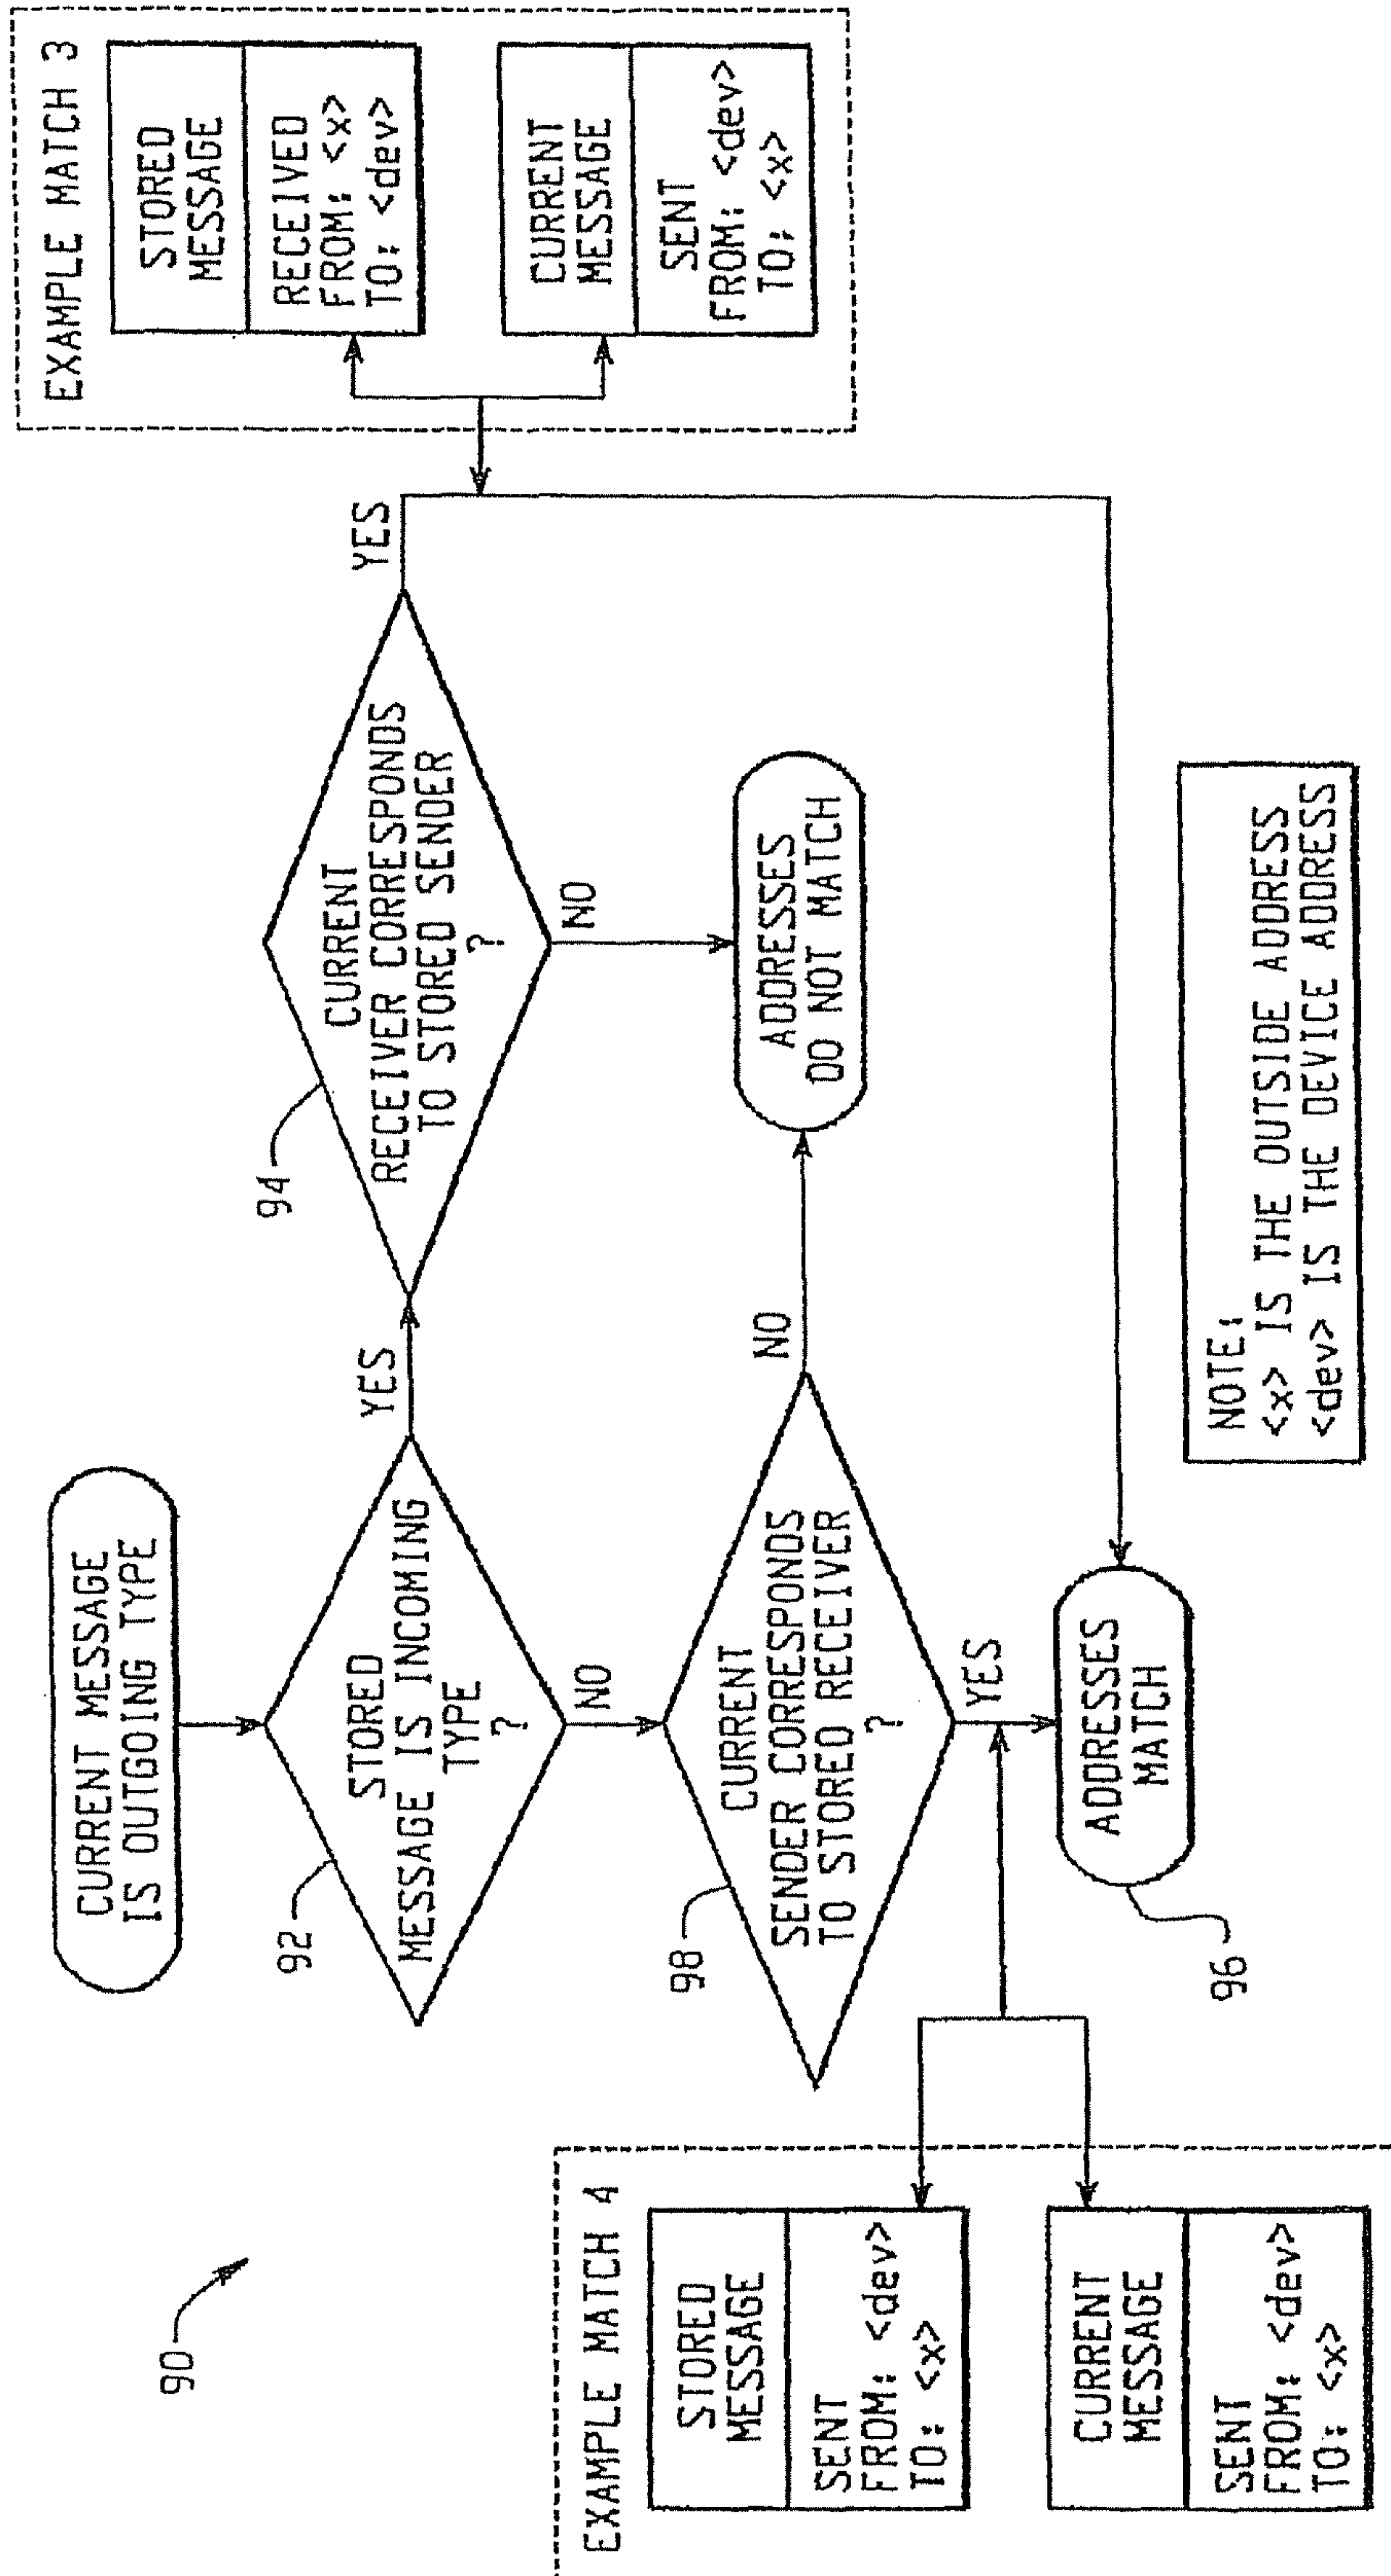 90
CURRENT MESSAGE
IS OUTGOING TYPE
92
STORED
MESSAGE IS INCOMING
TYPE
?
YES
NO
94
CURRENT
RECEIVER CORRESPONDS
TO STORED SENDER
?
YES
NO
EXAMPLE MATCH 3
STORED
MESSAGE
RECEIVED
FROM: <x>
TO: <dev>
CURRENT
MESSAGE
SENT
FROM: <dev>
TO: <x>
98
CURRENT
SENDER CORRESPONDS
TO STORED RECEIVER
?
NO
YES
ADDRESSES
DO NOT MATCH
EXAMPLE MATCH 4
STORED
MESSAGE
SENT
FROM: <dev>
TO: <x>
CURRENT
MESSAGE
SENT
FROM: <dev>
TO: <x>
ADDRESSES
MATCH
96
NOTE:
<x> IS THE OUTSIDE ADDRESS
<dev> IS THE DEVICE ADDRESS